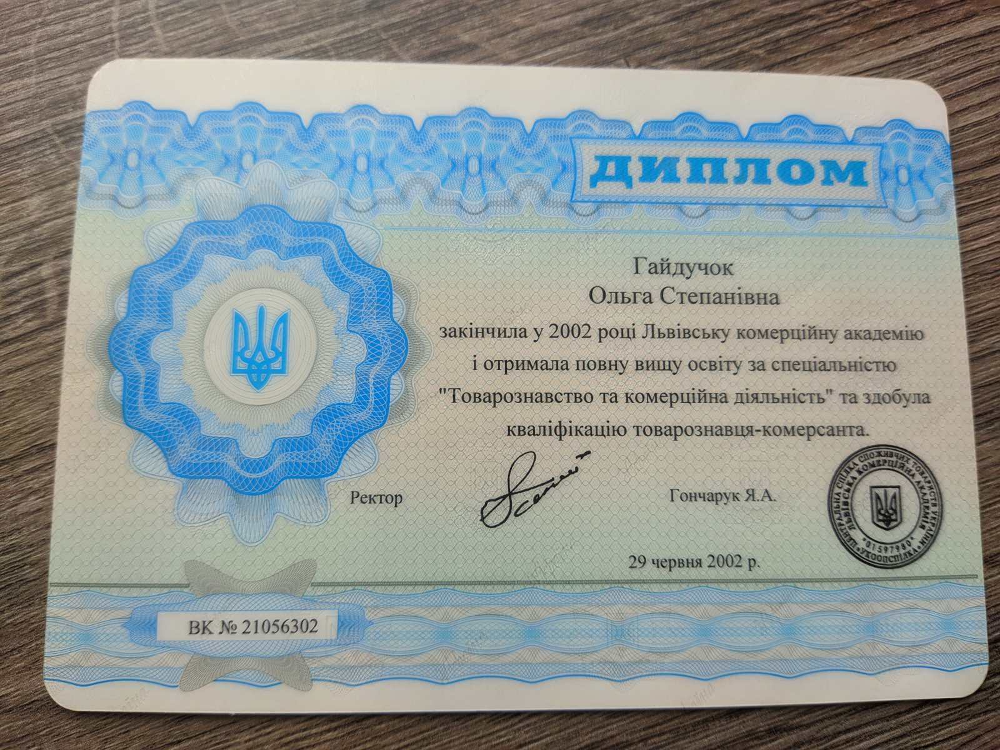 ДИПЛОМ
Гайдучок
Ольга Степанівна
закінчила у 2002 році Львівську комерційну академію
і отримала повну вищу освіту за спеціальністю
"Товарознавство та комерційна діяльність" та здобула
кваліфікацію товарознавця-комерсанта.
Ректор
Гончарук Я.А.
29 червня 2002 р.
ЦЕНТРАЛЬНА СПІЛКА СПОЖИВЧИХ ТОВАРИСТВ УКРАЇНИ
"УКООПСПІЛКА"
ЛЬВІВСЬКА КОМЕРЦІЙНА АКАДЕМІЯ
*01597980*
ВК № 21056302